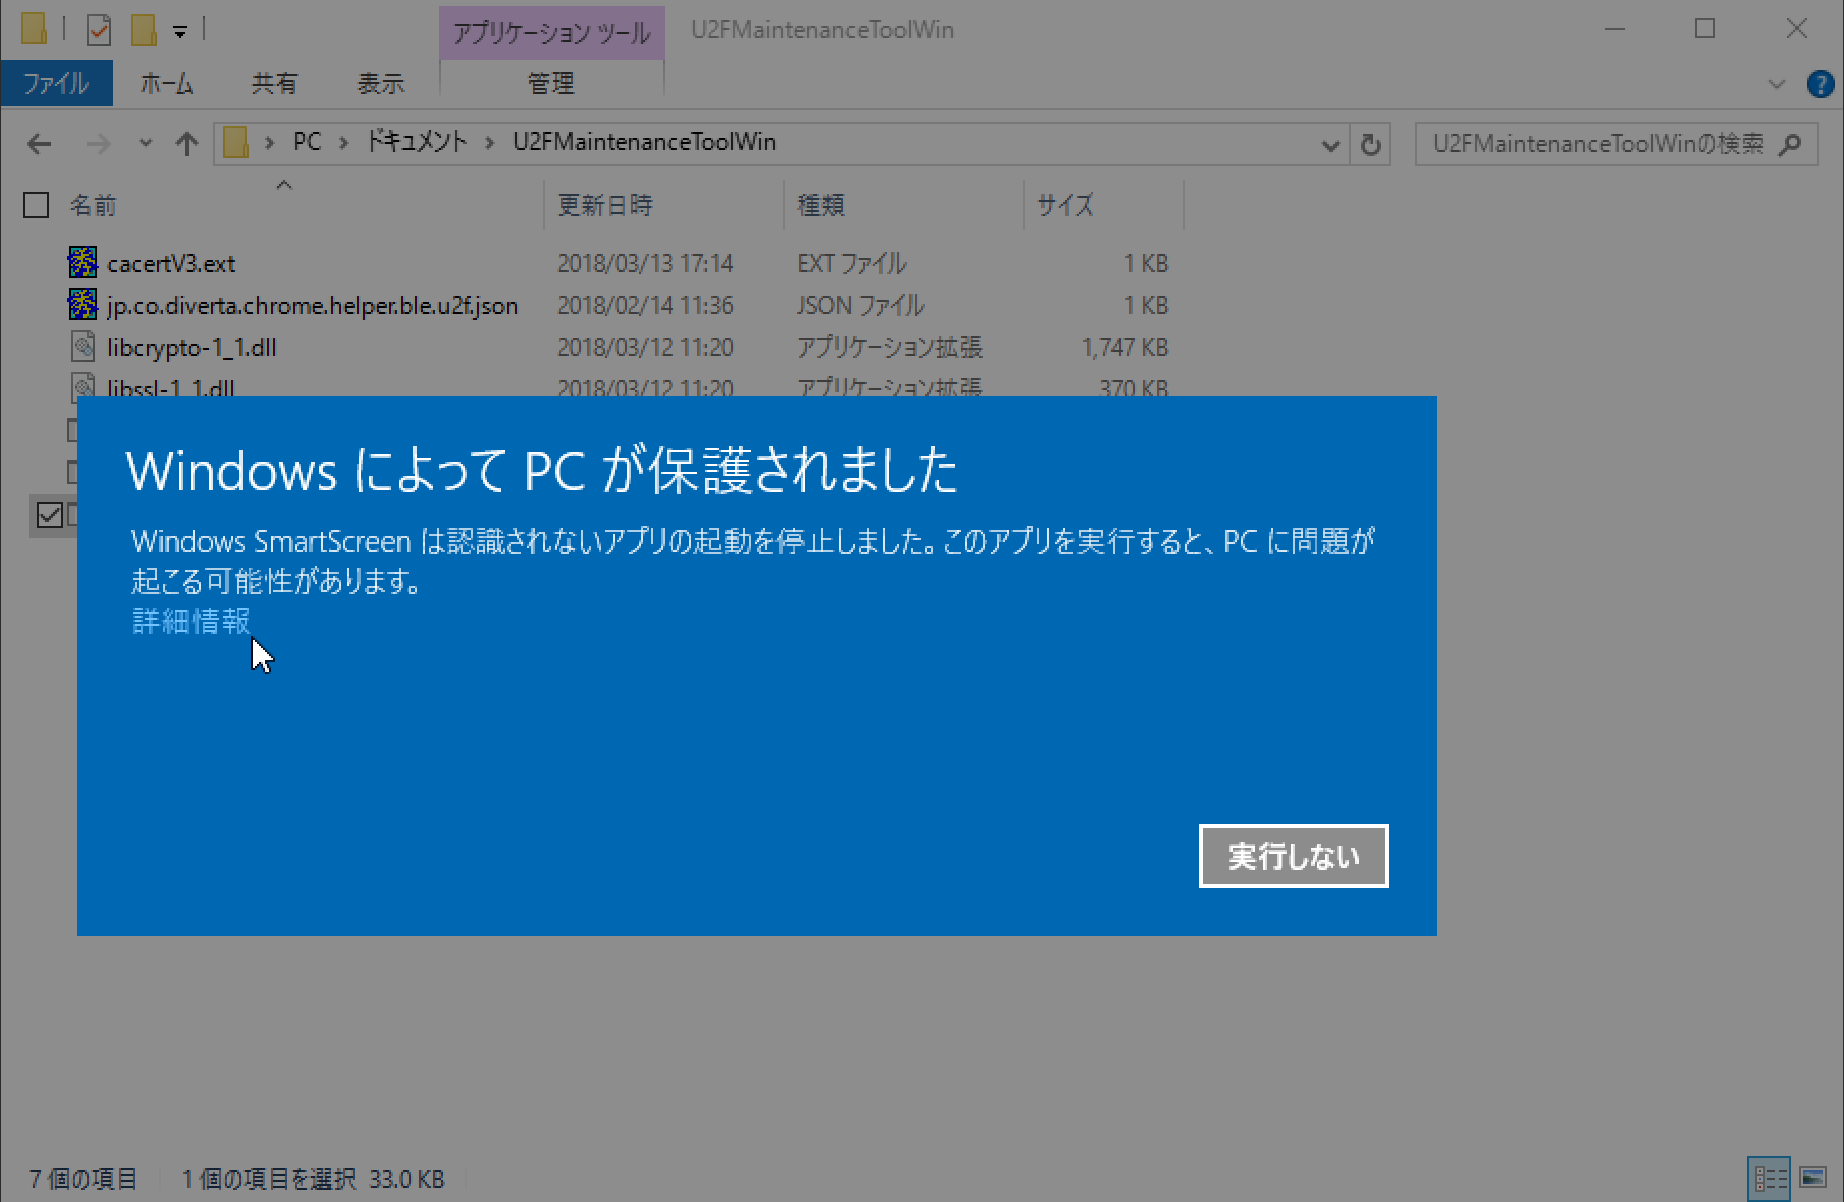 アプリケーション ツール
U2FMaintenanceToolWin
ファイル
ホーム
共有
表示
管理
?
PC
ドキュメント
U2FMaintenanceToolWin
U2FMaintenanceToolWinの検索
名前
更新日時
種類
サイズ
cacertV3.ext
2018/03/13 17:14
EXT ファイル
1 KB
jp.co.diverta.chrome.helper.ble.u2f.json
2018/02/14 11:36
JSON ファイル
1 KB
libcrypto-1_1.dll
2018/03/12 11:20
アプリケーション拡張
1,747 KB
libssl-1_1.dll
2018/03/12 11:20
アプリケーション拡張
370 KB
Windows によって PC が保護されました
Windows SmartScreen は認識されないアプリの起動を停止しました。このアプリを実行すると、PC に問題が
起こる可能性があります。
詳細情報
実行しない
7 個の項目
1 個の項目を選択 33.0 KB